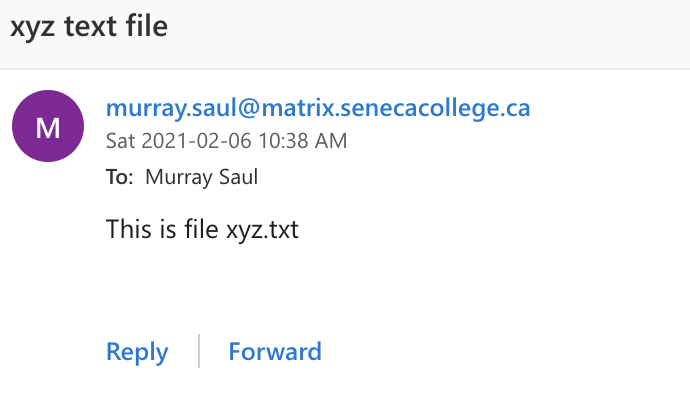 xyz text file
M
murray.saul@matrix.senecacollege.ca
Sat 2021-02-06 10:38 AM
To: Murray Saul
This is file xyz.txt
Reply | Forward